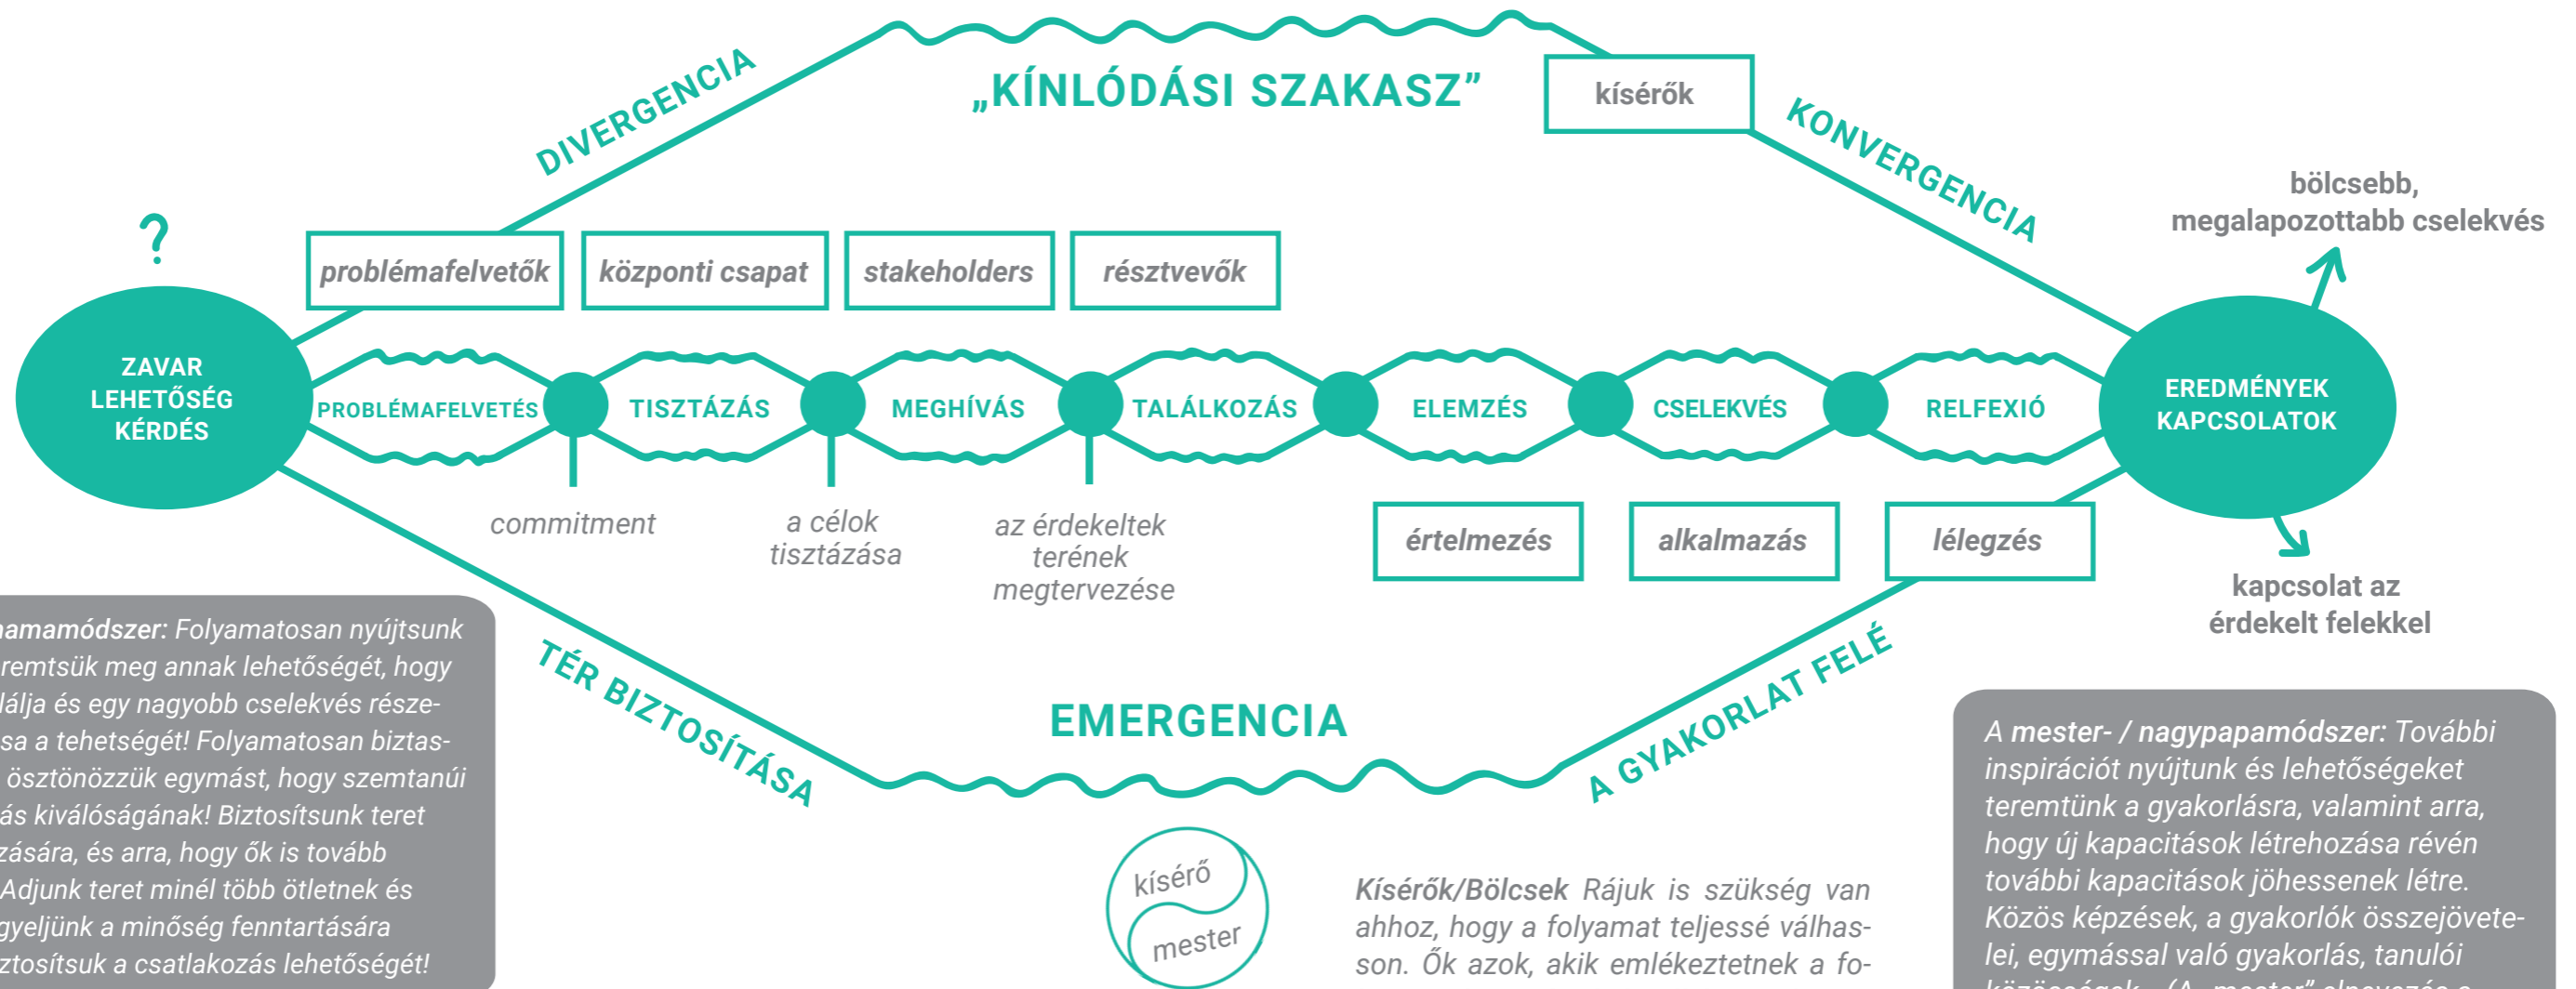 DIVERGENCIA
„KÍNLÓDÁSI SZAKASZ”
kísérők
KONVERGENCIA
bölcsebb,
megalapozottabb cselekvés
?
problémafelvetők
központi csapat
stakeholders
résztvevők
ZAVAR
LEHETŐSÉG
KÉRDÉS
PROBLÉMAFELVETÉS
TISZTÁZÁS
MEGHÍVÁS
TALÁLKOZÁS
ELEMZÉS
CSELEKVÉS
RELFEXIÓ
EREDMÉNYEK
KAPCSOLATOK
commitment
a célok
tisztázása
az érdekeltek
terének
megtervezése
értelmezés
alkalmazás
lélegzés
kapcsolat az
érdekelt felekkel
TÉR BIZTOSÍTÁSA
EMERGENCIA
A GYAKORLAT FELÉ
namamódszer: Folyamatosan nyújtsunk
remtsük meg annak lehetőségét, hogy
lálja és egy nagyobb cselekvés része-
sa a tehetségét! Folyamatosan biztas-
ösztönözzük egymást, hogy szemtanúi
ás kiválóságának! Biztosítsunk teret
zására, és arra, hogy ők is tovább
Adjunk teret minél több ötletnek és
gyeljünk a minőség fenntartására
ztosítsuk a csatlakozás lehetőségét!
kísérő
mester
Kísérők/Bölcsek Rájuk is szükség van
ahhoz, hogy a folyamat teljessé válhas-
son. Ők azok, akik emlékeztetnek a fo-
A mester- / nagypapamódszer: További
inspirációt nyújtunk és lehetőségeket
teremtünk a gyakorlásra, valamint arra,
hogy új kapacitások létrehozása révén
további kapacitások jöhessenek létre.
Közös képzések, a gyakorlók összejövete-
lei, egymással való gyakorlás, tanulói